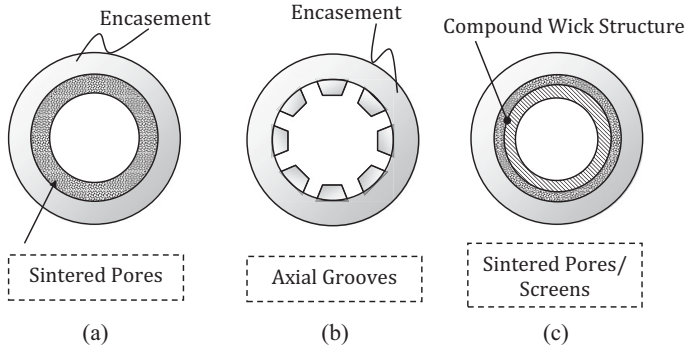 Encasement
Encasement
Compound Wick Structure
Sintered Pores
Axial Grooves
Sintered Pores/
Screens
(a)
(b)
(c)